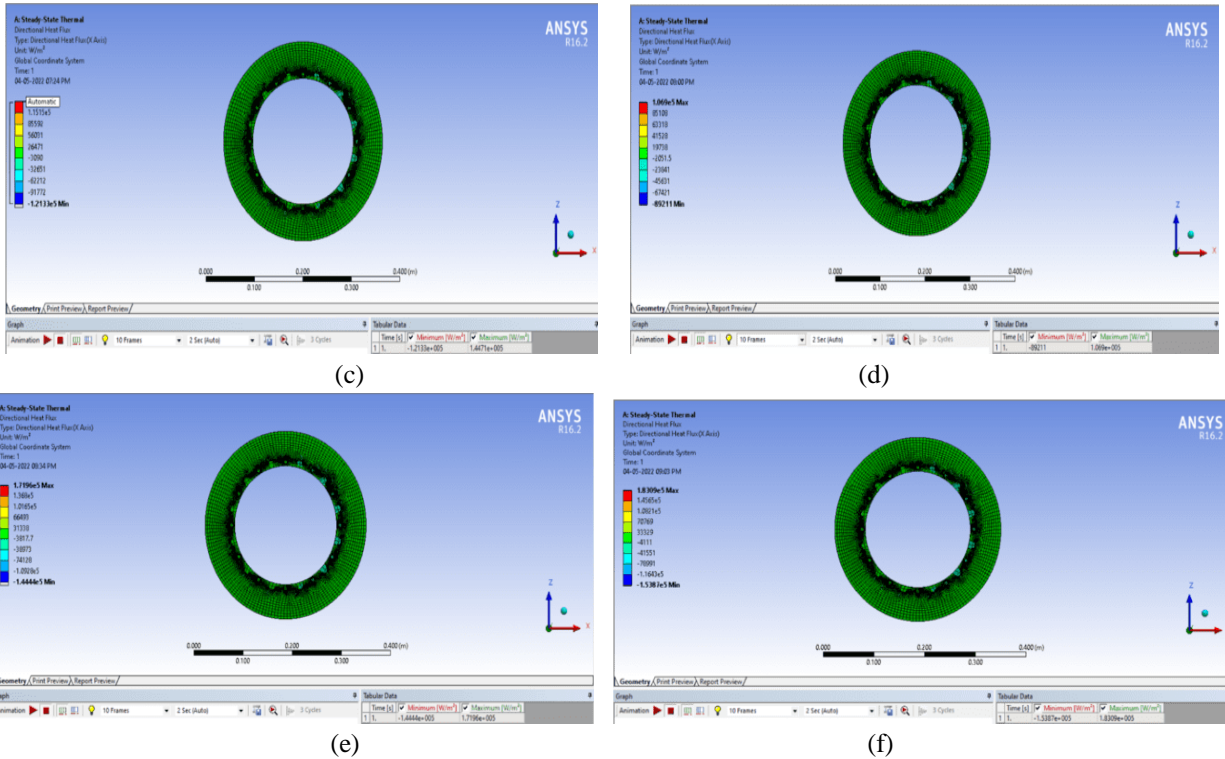 A: Steady-State Thermal
Directional Heat Flux
Type: Directional Heat Flux(X Axis)
Unit: W/m²
Global Coordinate System
Time: 1
04-05-2022 07:24 PM
ANSYS
R16.2
Automatic
1.1515e5
85593
56031
26471
-3090
-32651
-62212
-91772
-1.2133e5 Min
Z
X
0.000 0.200 0.400 (m)
0.100 0.300
Geometry Print Preview Report Preview
Graph Tabular Data
Animation 10 Frames 2 Sec (Auto) 3 Cycles
Time [s] Minimum [W/m²] Maximum [W/m²]
1 1. -1.2133e+005 1.4471e+005
(c)
A: Steady-State Thermal
Directional Heat Flux
Type: Directional Heat Flux(X Axis)
Unit: W/m²
Global Coordinate System
Time: 1
04-05-2022 08:00 PM
ANSYS
R16.2
1.069e5 Max
85108
63318
41528
19738
-2051.5
-23841
-45631
-67421
-89211 Min
Z
X
0.000 0.200 0.400 (m)
0.100 0.300
Geometry Print Preview Report Preview
Graph Tabular Data
Animation 10 Frames 2 Sec (Auto) 3 Cycles
Time [s] Minimum [W/m²] Maximum [W/m²]
1 1. -89211 1.069e+005
(d)
A: Steady-State Thermal
Directional Heat Flux
Type: Directional Heat Flux(X Axis)
Unit: W/m²
Global Coordinate System
Time: 1
04-05-2022 08:34 PM
ANSYS
R16.2
1.7196e5 Max
1.368e5
1.0165e5
66493
31338
-3817.7
-38973
-74128
-1.0928e5
-1.4444e5 Min
Z
X
0.000 0.200 0.400 (m)
0.100 0.300
Geometry Print Preview Report Preview
Tabular Data
10 Frames 2 Sec (Auto) 3 Cycles
Time [s] Minimum [W/m²] Maximum [W/m²]
1 1. -1.4444e+005 1.7196e+005
(e)
A: Steady-State Thermal
Directional Heat Flux
Type: Directional Heat Flux(X Axis)
Unit: W/m²
Global Coordinate System
Time: 1
04-05-2022 09:03 PM
ANSYS
R16.2
1.8309e5 Max
1.4565e5
1.0821e5
70769
33329
-4111
-41551
-78991
-1.1643e5
-1.5387e5 Min
Z
0.000 0.200 0.400 (m)
0.100 0.300
Geometry Print Preview Report Preview
Graph Tabular Data
Animation 10 Frames 2 Sec (Auto) 3 Cycles
Time [s] Minimum [W/m²] Maximum [W/m²]
1 1. -1.5387e+005 1.8309e+005
(f)